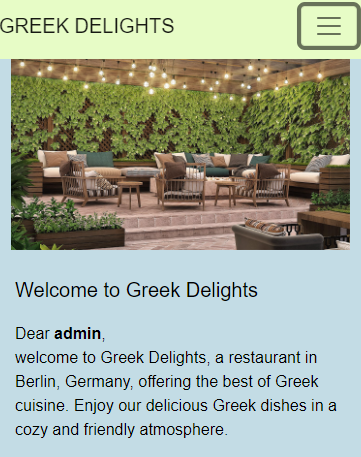 GREEK DELIGHTS
Welcome to Greek Delights
Dear admin,
welcome to Greek Delights, a restaurant in
Berlin, Germany, offering the best of Greek
cuisine. Enjoy our delicious Greek dishes in a
cozy and friendly atmosphere.